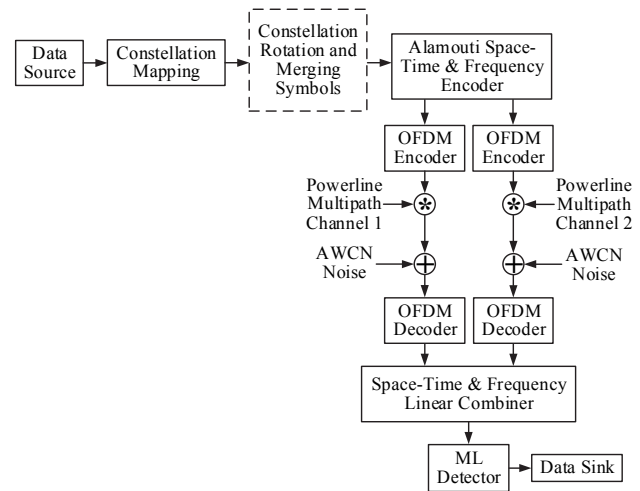 Data
Source
Constellation
Mapping
Constellation
Rotation and
Merging
Symbols
Alamouti Space-
Time & Frequency
Encoder
OFDM
Encoder
OFDM
Encoder
Powerline
Multipath
Channel 1
*
*
Powerline
Multipath
Channel 2
AWCN
Noise
+
+
AWCN
Noise
OFDM
Decoder
OFDM
Decoder
Space-Time & Frequency
Linear Combiner
ML
Detector
Data Sink